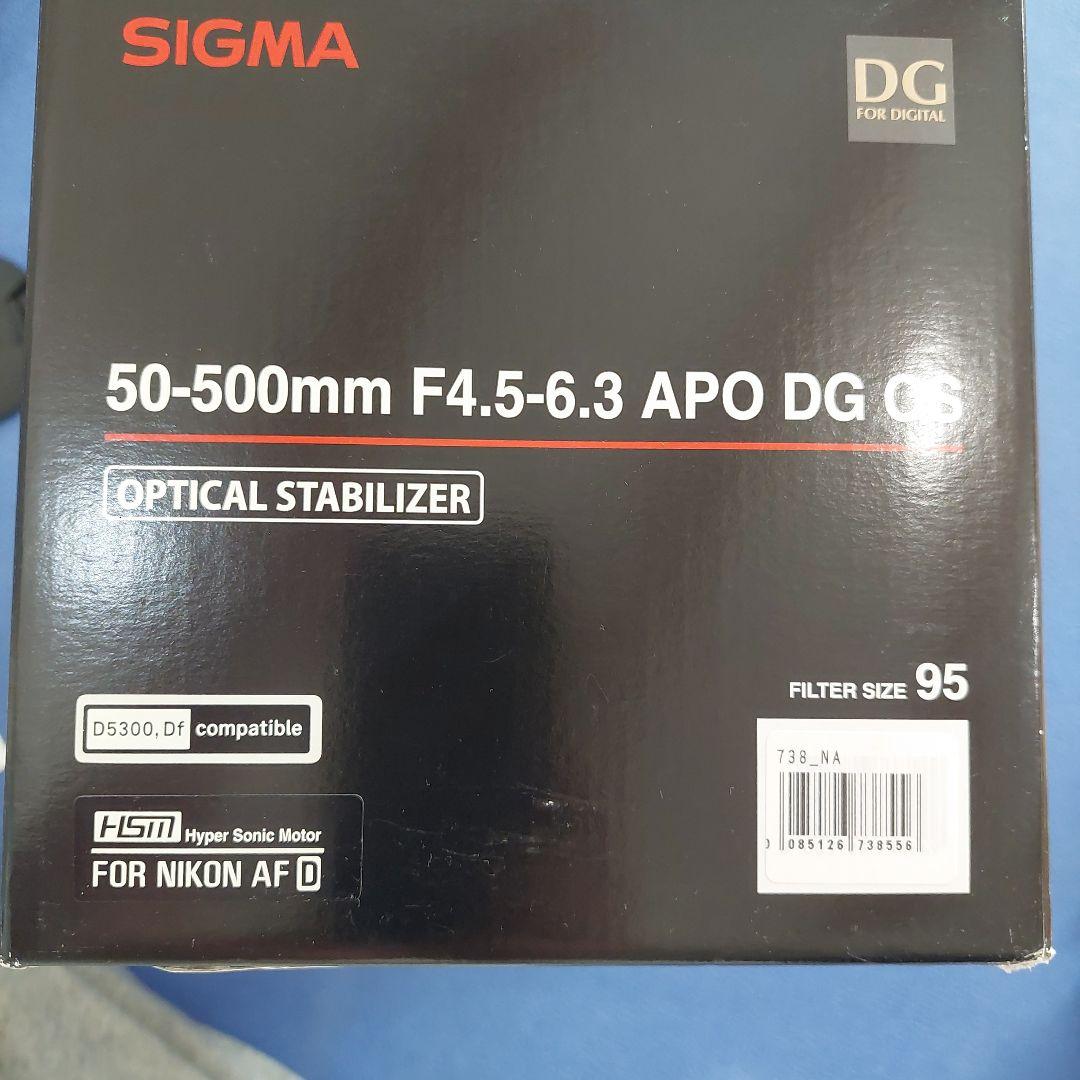 SIGMA
DG
FOR DIGITAL
50-500mm F4.5-6.3 APO DG OS
OPTICAL STABILIZER
FILTER SIZE 95
D5300, Df compatible
738_NA
HSM Hyper Sonic Motor
FOR NIKON AF D
0 085126 738556